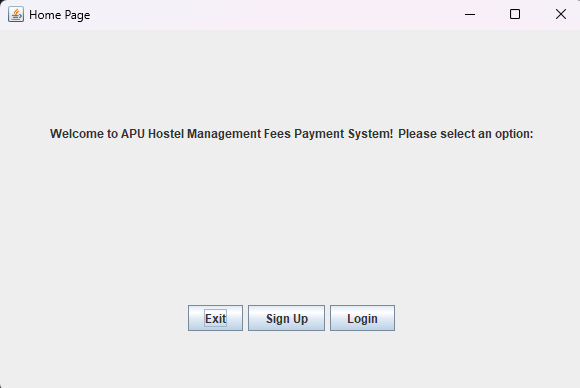 Home Page
Welcome to APU Hostel Management Fees Payment System! Please select an option:
Exit
Sign Up
Login